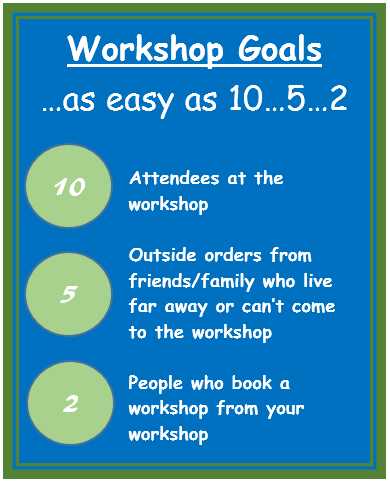 Workshop Goals
...as easy as 10...5...2
10
Attendees at the
workshop
5
Outside orders from
friends/family who live
far away or can't come
to the workshop
2
People who book a
workshop from your
workshop